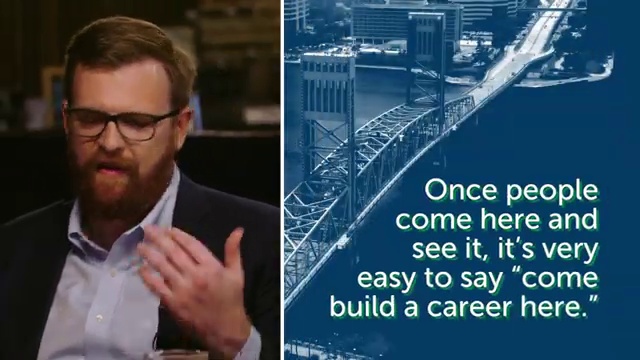 Once people
come here and
see it, it's very
easy to say “come
build a career here.”